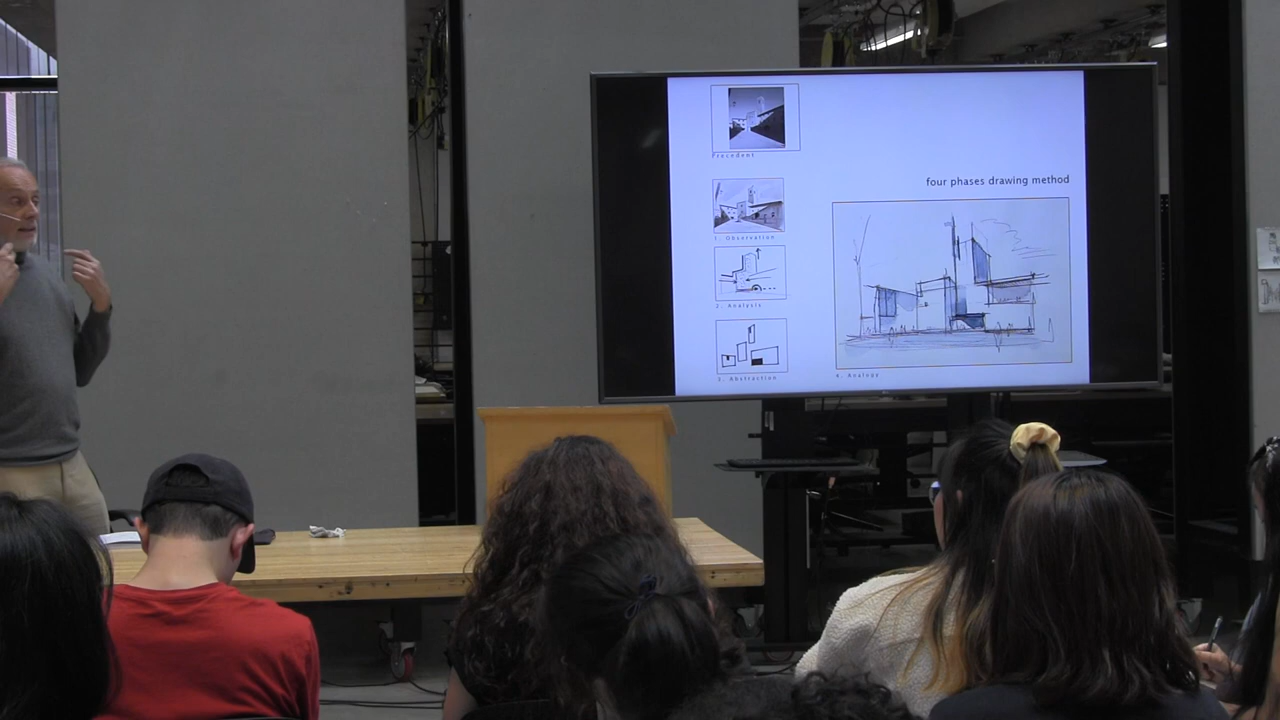 Precedent
four phases drawing method
1. Observation
2. Analysis
3. Abstraction
4. Analogy